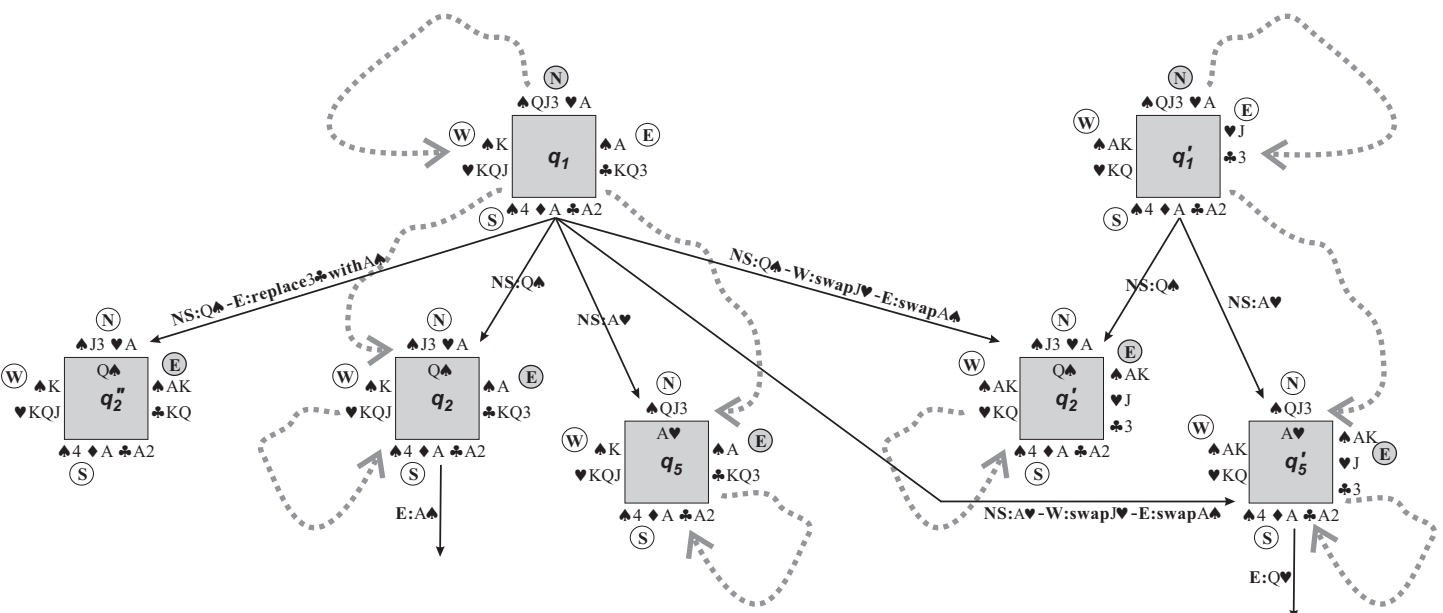 N
♠QJ3 ♥A
W
♠K
♥KQJ
q1
E
♠A
♣KQ3
S
♠4 ♦A ♣A2
N
♠QJ3 ♥A
W
♠AK
♥KQ
q'1
E
♥J
♣3
S
♠4 ♦A ♣A2
NS:Q♠-E:replace3♣withA♠
NS:Q♠
NS:A♥
NS:Q♠-W:swapJ♥-E:swapA♠
NS:A♥-W:swapJ♥-E:swapA♠
NS:Q♠
NS:A♥
N
♠J3 ♥A
W
♠K
♥KQJ
Q♠
q''2
E
♠AK
♣KQ
♠4 ♦A ♣A2
S
N
♠J3 ♥A
W
♠K
♥KQJ
Q♠
q2
E
♠A
♣KQ3
♠4 ♦A ♣A2
S
E:A♠
N
♠QJ3
W
♠K
♥KQJ
A♥
q5
E
♠A
♣KQ3
♠4 ♦A ♣A2
S
N
♠J3 ♥A
W
♠AK
♥KQ
Q♠
q'2
E
♠AK
♥J
♣3
♠4 ♦A ♣A2
S
N
♠QJ3
W
♠AK
♥KQ
A♥
q'5
♠AK
E
♥J
♣3
♠4 ♦A ♣A2
S
E:Q♥